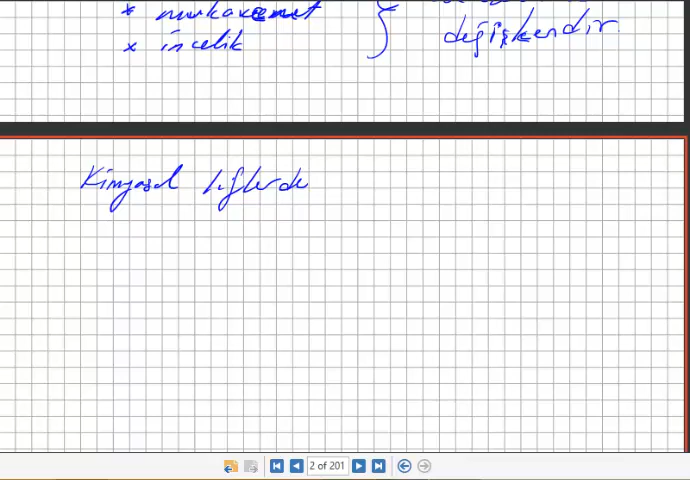 * mukavemet
x incelik
değişkendir.
Kimyasal liflerde
2 of 201